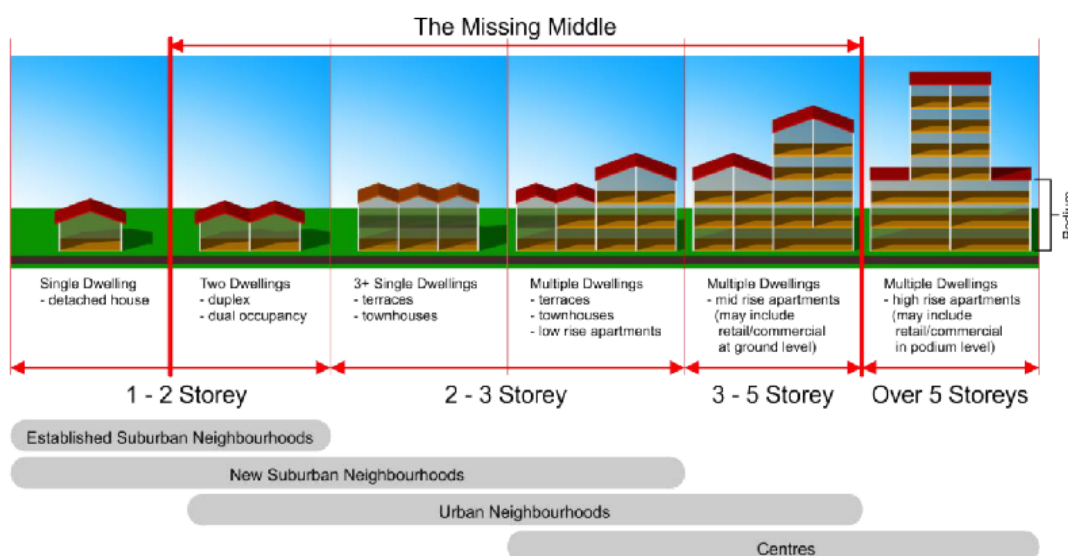 The Missing Middle
Podium
Single Dwelling
- detached house
Two Dwellings
- duplex
- dual occupancy
3+ Single Dwellings
- terraces
- townhouses
Multiple Dwellings
- terraces
- townhouses
- low rise apartments
Multiple Dwellings
- mid rise apartments
(may include
retail/commercial
at ground level)
Multiple Dwellings
- high rise apartments
(may include
retail/commercial
in podium level)
1 - 2 Storey
2 - 3 Storey
3 - 5 Storey
Over 5 Storeys
Established Suburban Neighbourhoods
New Suburban Neighbourhoods
Urban Neighbourhoods
Centres